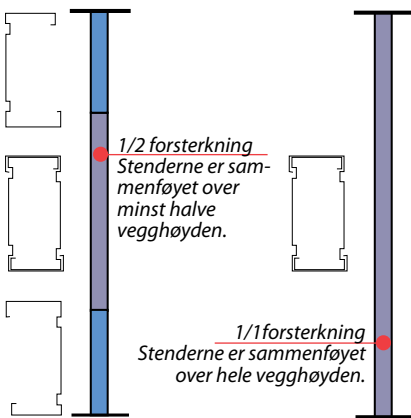 1/2 forsterkning
Stenderne er sam-
menføyet over
minst halve
vegghøyden.
1/1forsterkning
Stenderne er sammenføyet
over hele vegghøyden.